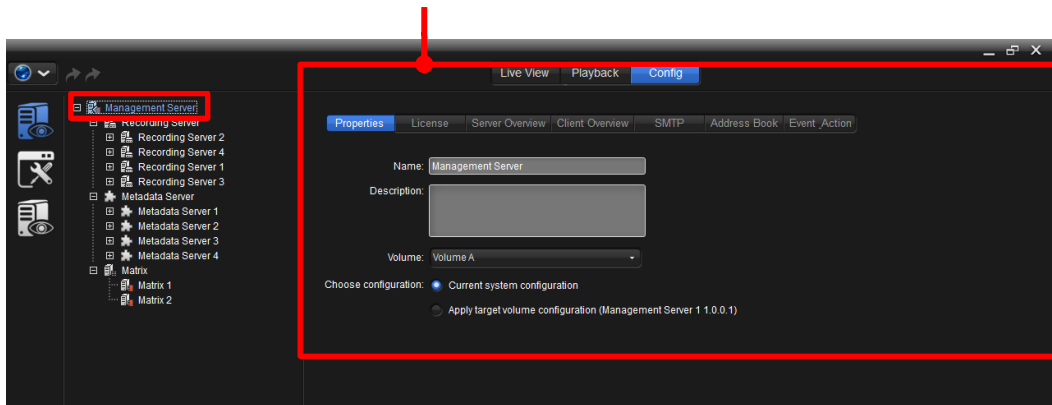 Live View Playback Config
Management Server
Recording Server
Recording Server 2
Recording Server 4
Recording Server 1
Recording Server 3
Metadata Server
Metadata Server 1
Metadata Server 2
Metadata Server 3
Metadata Server 4
Matrix
Matrix 1
Matrix 2
Properties License Server Overview Client Overview SMTP Address Book Event ,Action
Name: Management Server
Description:
Volume: Volume A
Choose configuration: Current system configuration
Apply target volume configuration (Management Server 1 1.0.0.1)